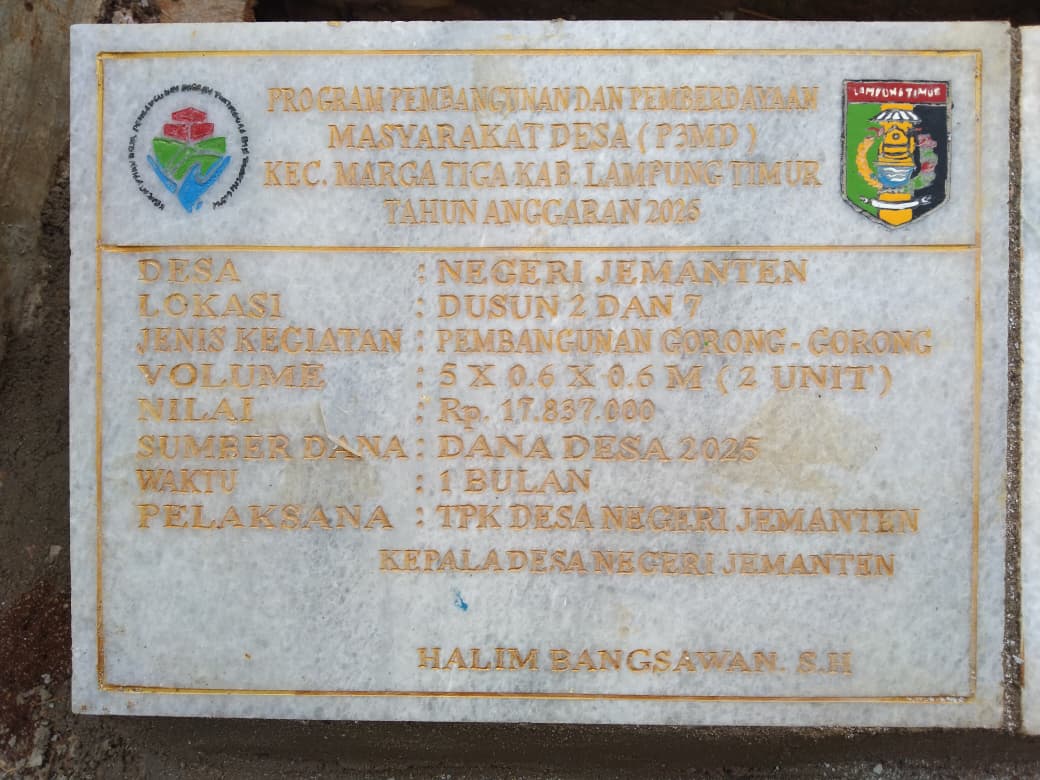 PROGRAM PEMBANGUNAN DAN PEMBERDAYAAN
MASYARAKAT DESA ( P3MD )
KEC. MARGA TIGA KAB. LAMPUNG TIMUR
TAHUN ANGGARAN 2025
LAMPUNG TIMUR
DESA : NEGERI JEMANTEN
LOKASI : DUSUN 2 DAN 7
JENIS KEGIATAN : PEMBANGUNAN GORONG - GORONG
VOLUME : 5 X 0.6 X 0.6 M ( 2 UNIT )
NILAI : Rp. 17.837.000
SUMBER DANA : DANA DESA 2025
WAKTU : 1 BULAN
PELAKSANA : TPK DESA NEGERI JEMANTEN
KEPALA DESA NEGERI JEMANTEN
HALIM BANGSAWAN. S.H